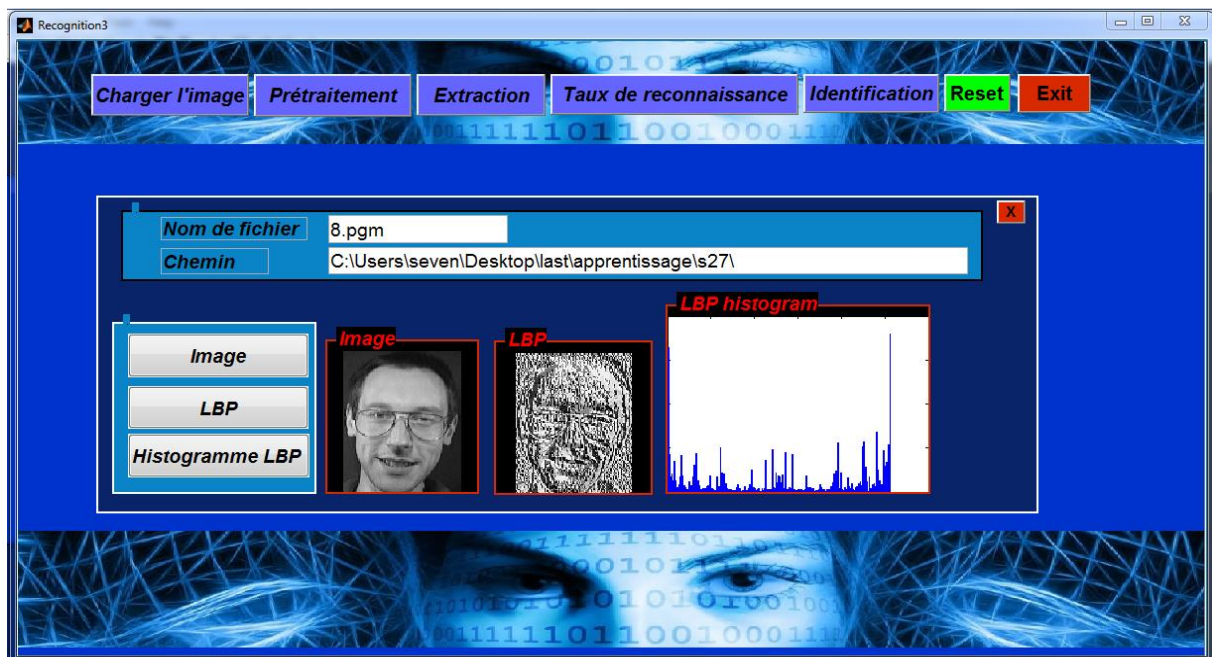 Recognition3
Charger l'image Prétraitement Extraction Taux de reconnaissance Identification Reset Exit
X
Nom de fichier 8.pgm
Chemin C:\Users\seven\Desktop\last\apprentissage\s27\
LBP histogram
Image LBP
Image
LBP
Histogramme LBP